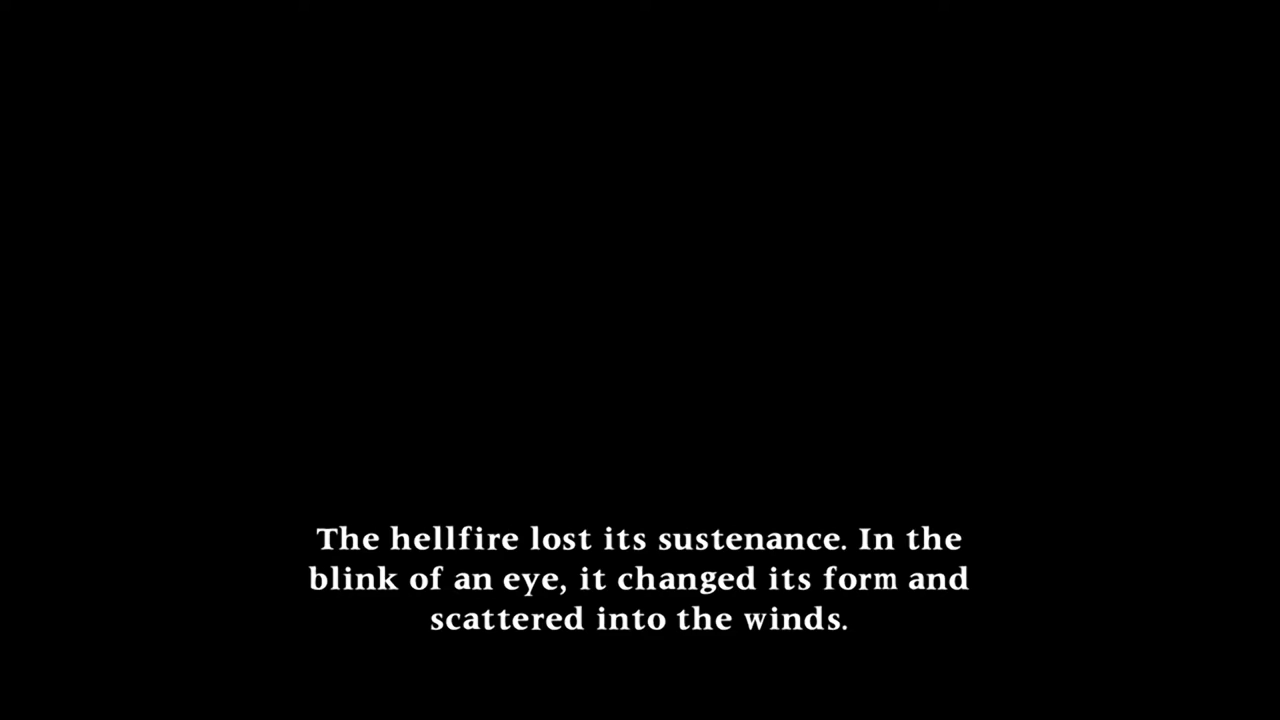 The hellfire lost its sustenance. In the
blink of an eye, it changed its form and
scattered into the winds.